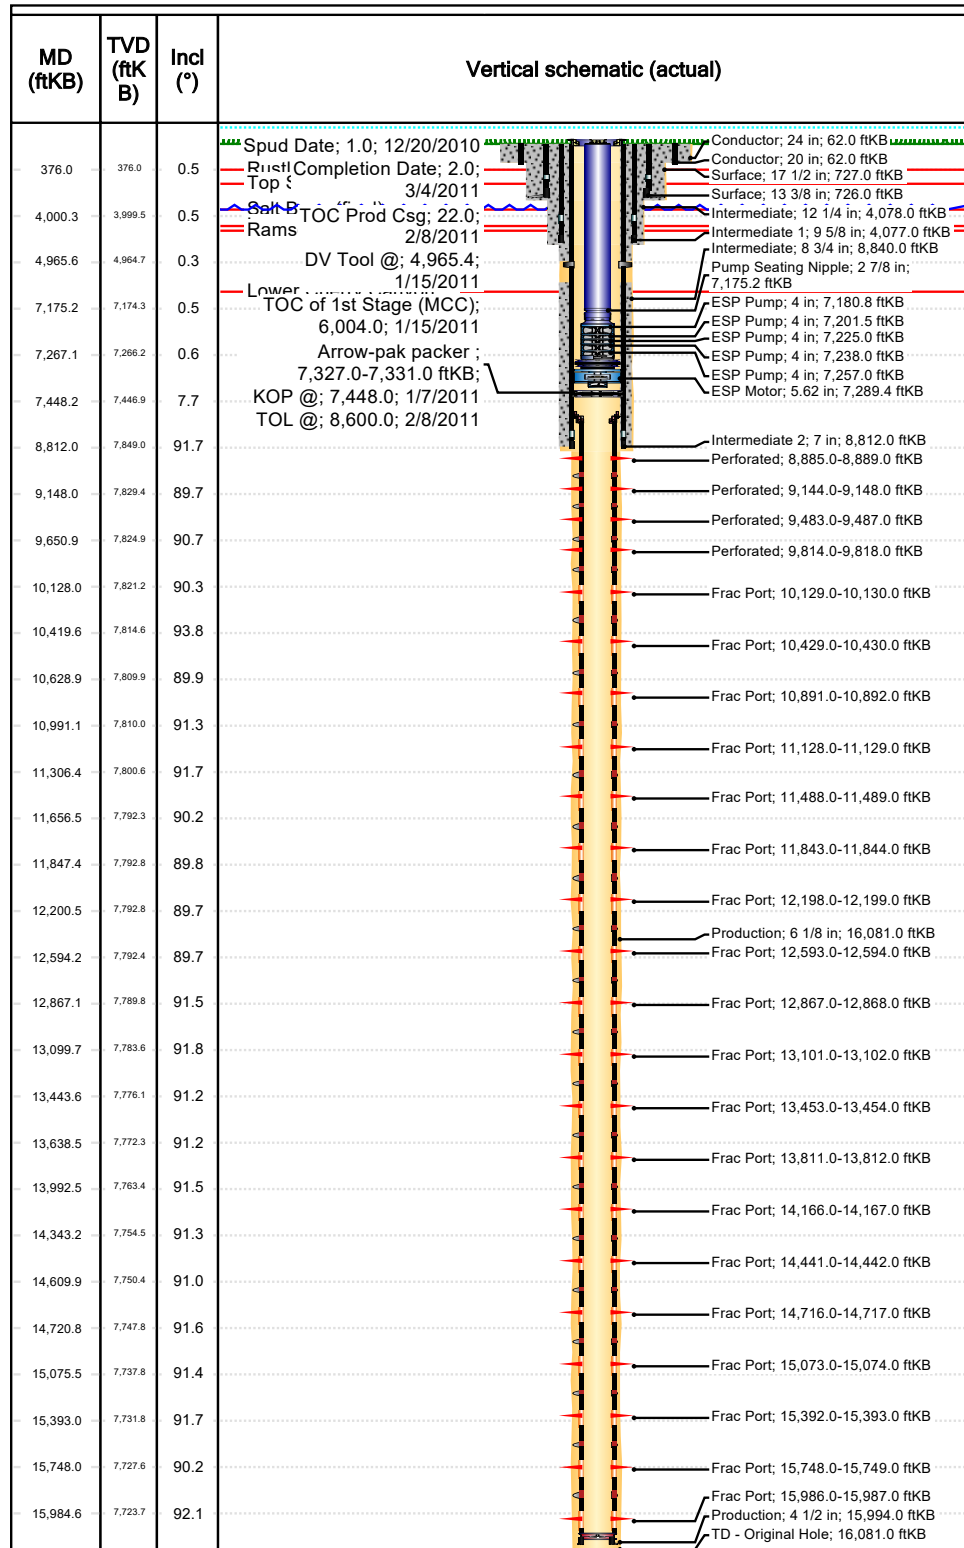 MD
(ftKB)
TVD
(ftK
B)
Incl
(°)
Vertical schematic (actual)
376.0 376.0 0.5
4,000.3 3,999.5 0.5
4,965.6 4,964.7 0.3
7,175.2 7,174.3 0.5
7,267.1 7,266.2 0.6
7,448.2 7,446.9 7.7
8,812.0 7,849.0 91.7
9,148.0 7,829.4 89.7
9,650.9 7,824.9 90.7
10,128.0 7,821.2 90.3
10,419.6 7,814.6 93.8
10,628.9 7,809.9 89.9
10,991.1 7,810.0 91.3
11,306.4 7,800.6 91.7
11,656.5 7,792.3 90.2
11,847.4 7,792.8 89.8
12,200.5 7,792.8 89.7
12,594.2 7,792.4 89.7
12,867.1 7,789.8 91.5
13,099.7 7,783.6 91.8
13,443.6 7,776.1 91.2
13,638.5 7,772.3 91.2
13,992.5 7,763.4 91.5
14,343.2 7,754.5 91.3
14,609.9 7,750.4 91.0
14,720.8 7,747.8 91.6
15,075.5 7,737.8 91.4
15,393.0 7,731.8 91.7
15,748.0 7,727.6 90.2
15,984.6 7,723.7 92.1
Spud Date; 1.0; 12/20/2010
Completion Date; 2.0;
3/4/2011
Top
TOC Prod Csg; 22.0;
2/8/2011
Rams
DV Tool @; 4,965.4;
1/15/2011
Lower
TOC of 1st Stage (MCC);
6,004.0; 1/15/2011
Arrow-pak packer ;
7,327.0-7,331.0 ftKB;
KOP @; 7,448.0; 1/7/2011
TOL @; 8,600.0; 2/8/2011
Conductor; 24 in; 62.0 ftKB
Conductor; 20 in; 62.0 ftKB
Surface; 17 1/2 in; 727.0 ftKB
Surface; 13 3/8 in; 726.0 ftKB
Intermediate; 12 1/4 in; 4,078.0 ftKB
Intermediate 1; 9 5/8 in; 4,077.0 ftKB
Intermediate; 8 3/4 in; 8,840.0 ftKB
Pump Seating Nipple; 2 7/8 in;
7,175.2 ftKB
ESP Pump; 4 in; 7,180.8 ftKB
ESP Pump; 4 in; 7,201.5 ftKB
ESP Pump; 4 in; 7,225.0 ftKB
ESP Pump; 4 in; 7,238.0 ftKB
ESP Pump; 4 in; 7,257.0 ftKB
ESP Motor; 5.62 in; 7,289.4 ftKB
Intermediate 2; 7 in; 8,812.0 ftKB
Perforated; 8,885.0-8,889.0 ftKB
Perforated; 9,144.0-9,148.0 ftKB
Perforated; 9,483.0-9,487.0 ftKB
Perforated; 9,814.0-9,818.0 ftKB
Frac Port; 10,129.0-10,130.0 ftKB
Frac Port; 10,429.0-10,430.0 ftKB
Frac Port; 10,891.0-10,892.0 ftKB
Frac Port; 11,128.0-11,129.0 ftKB
Frac Port; 11,488.0-11,489.0 ftKB
Frac Port; 11,843.0-11,844.0 ftKB
Frac Port; 12,198.0-12,199.0 ftKB
Production; 6 1/8 in; 16,081.0 ftKB
Frac Port; 12,593.0-12,594.0 ftKB
Frac Port; 12,867.0-12,868.0 ftKB
Frac Port; 13,101.0-13,102.0 ftKB
Frac Port; 13,453.0-13,454.0 ftKB
Frac Port; 13,811.0-13,812.0 ftKB
Frac Port; 14,166.0-14,167.0 ftKB
Frac Port; 14,441.0-14,442.0 ftKB
Frac Port; 14,716.0-14,717.0 ftKB
Frac Port; 15,073.0-15,074.0 ftKB
Frac Port; 15,392.0-15,393.0 ftKB
Frac Port; 15,748.0-15,749.0 ftKB
Frac Port; 15,986.0-15,987.0 ftKB
Production; 4 1/2 in; 15,994.0 ftKB
TD - Original Hole; 16,081.0 ftKB